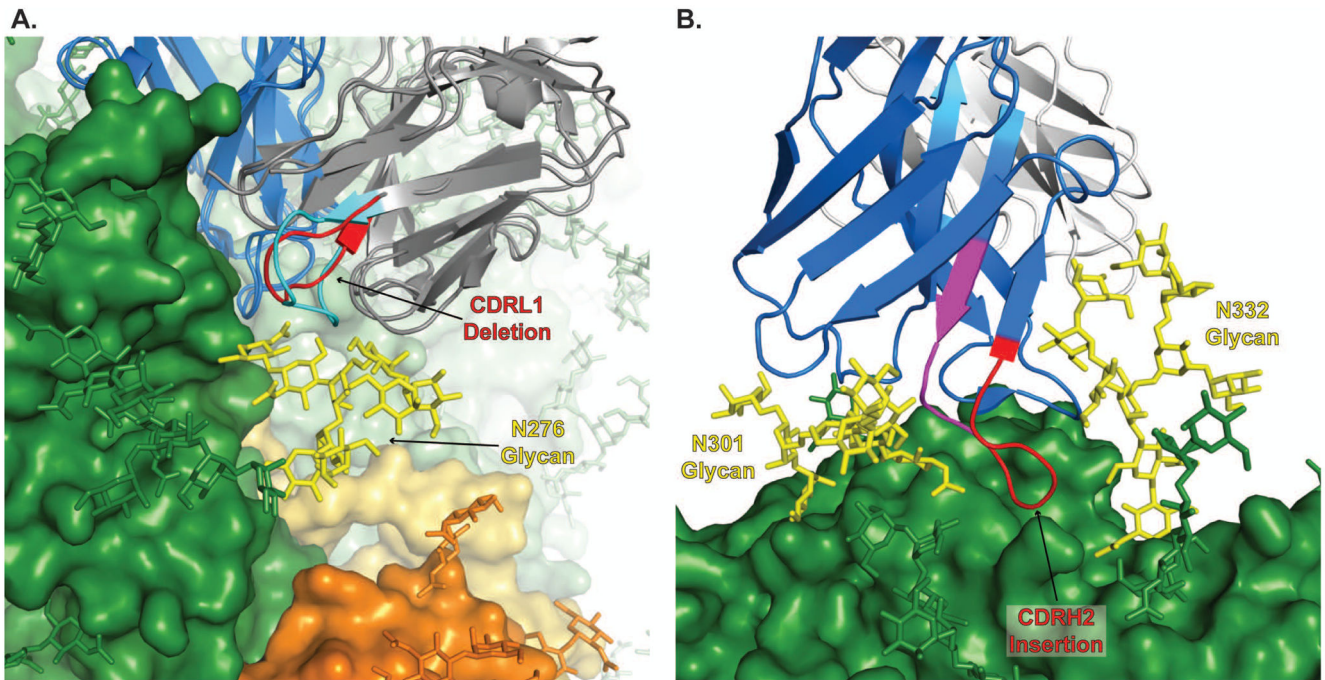 A.
B.
CDRL1
Deletion
N276
Glycan
N332
Glycan
N301
Glycan
CDRH2
Insertion